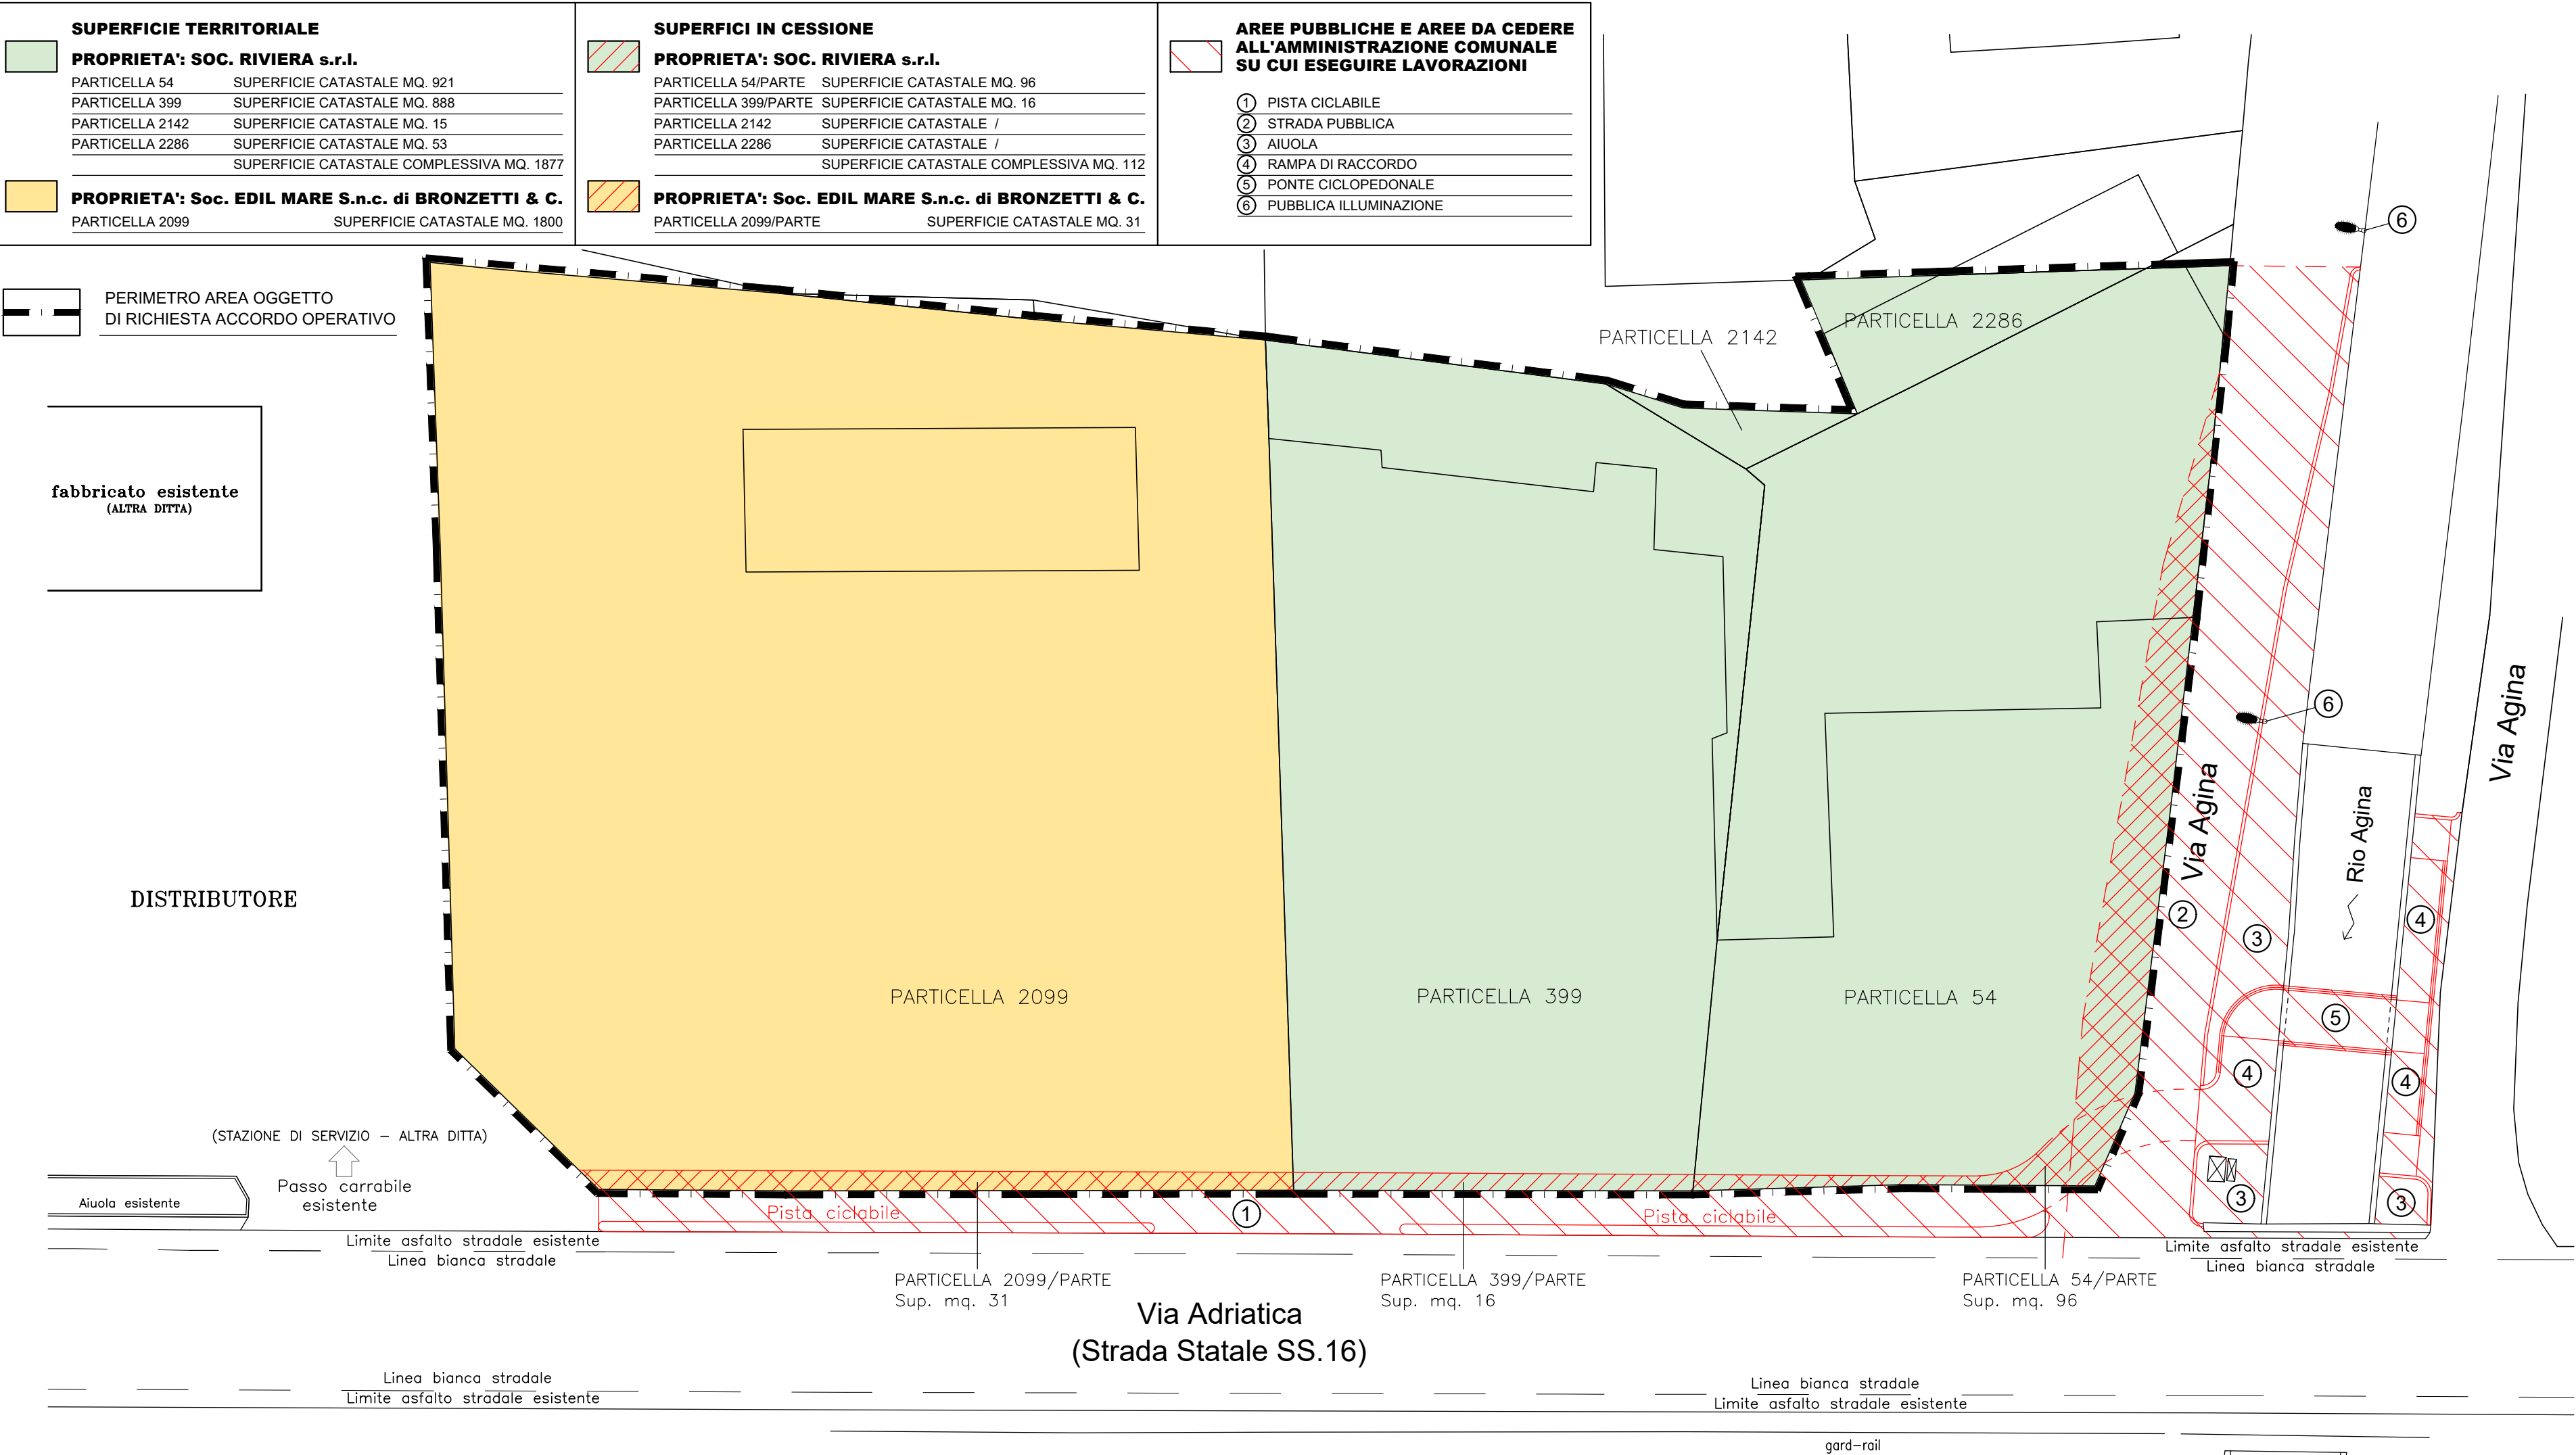 SUPERFICIE TERRITORIALE
PROPRIETA': SOC. RIVIERA s.r.l.
PARTICELLA 54 SUPERFICIE CATASTALE MQ. 921
PARTICELLA 399 SUPERFICIE CATASTALE MQ. 888
PARTICELLA 2142 SUPERFICIE CATASTALE MQ. 15
PARTICELLA 2286 SUPERFICIE CATASTALE MQ. 53
SUPERFICIE CATASTALE COMPLESSIVA MQ. 1877
PROPRIETA': Soc. EDIL MARE S.n.c. di BRONZETTI & C.
PARTICELLA 2099 SUPERFICIE CATASTALE MQ. 1800
SUPERFICI IN CESSIONE
PROPRIETA': SOC. RIVIERA s.r.l.
PARTICELLA 54/PARTE SUPERFICIE CATASTALE MQ. 96
PARTICELLA 399/PARTE SUPERFICIE CATASTALE MQ. 16
PARTICELLA 2142 SUPERFICIE CATASTALE /
PARTICELLA 2286 SUPERFICIE CATASTALE /
SUPERFICIE CATASTALE COMPLESSIVA MQ. 112
PROPRIETA': Soc. EDIL MARE S.n.c. di BRONZETTI & C.
PARTICELLA 2099/PARTE SUPERFICIE CATASTALE MQ. 31
AREE PUBBLICHE E AREE DA CEDERE
ALL'AMMINISTRAZIONE COMUNALE
SU CUI ESEGUIRE LAVORAZIONI
1 PISTA CICLABILE
2 STRADA PUBBLICA
3 AIUOLA
4 RAMPA DI RACCORDO
5 PONTE CICLOPEDONALE
6 PUBBLICA ILLUMINAZIONE
PERIMETRO AREA OGGETTO
DI RICHIESTA ACCORDO OPERATIVO
6
PARTICELLA 2142
PARTICELLA 2286
fabbricato esistente
(ALTRA DITTA)
6
Via Agina
Via Agina
Rio Agina
DISTRIBUTORE
2
3
4
PARTICELLA 2099
PARTICELLA 399
PARTICELLA 54
5
4
4
(STAZIONE DI SERVIZIO – ALTRA DITTA)
Passo carrabile
esistente
Aiuola esistente
Pista ciclabile
1
Pista ciclabile
3
3
Limite asfalto stradale esistente
Linea bianca stradale
Limite asfalto stradale esistente
Linea bianca stradale
PARTICELLA 2099/PARTE
Sup. mq. 31
PARTICELLA 399/PARTE
Sup. mq. 16
PARTICELLA 54/PARTE
Sup. mq. 96
Via Adriatica
(Strada Statale SS.16)
Linea bianca stradale
Limite asfalto stradale esistente
Linea bianca stradale
Limite asfalto stradale esistente
gard–rail